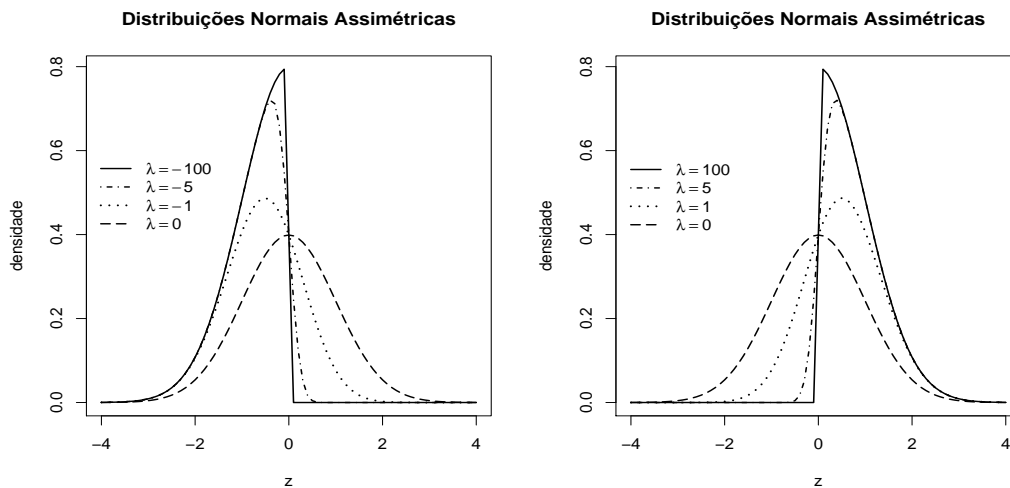 Distribuições Normais Assimétricas
densidade
0.8
0.6
0.4
0.2
0.0
λ = −100
λ = −5
λ = −1
λ = 0
−4
−2
0
2
4
z
Distribuições Normais Assimétricas
densidade
0.8
0.6
0.4
0.2
0.0
λ = 100
λ = 5
λ = 1
λ = 0
−4
−2
0
2
4
z